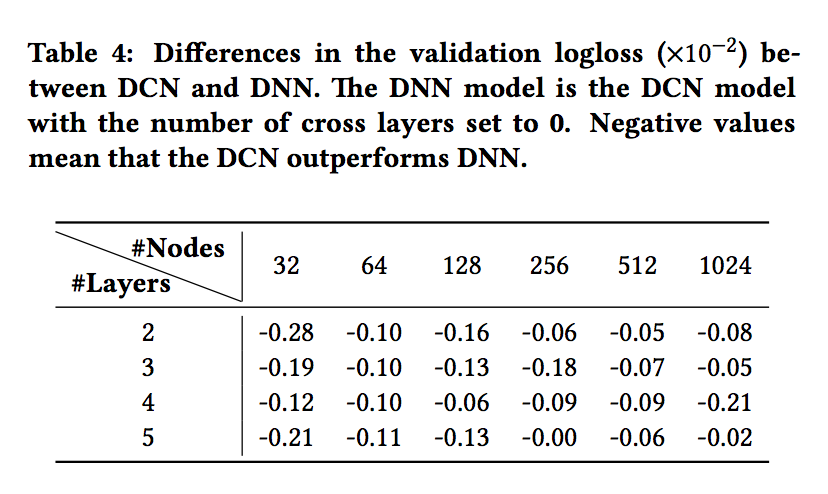 Table 4: Differences in the validation logloss (×10⁻²) be-
tween DCN and DNN. The DNN model is the DCN model
with the number of cross layers set to 0. Negative values
mean that the DCN outperforms DNN.
#Nodes
#Layers
32 64 128 256 512 1024
2 -0.28 -0.10 -0.16 -0.06 -0.05 -0.08
3 -0.19 -0.10 -0.13 -0.18 -0.07 -0.05
4 -0.12 -0.10 -0.06 -0.09 -0.09 -0.21
5 -0.21 -0.11 -0.13 -0.00 -0.06 -0.02